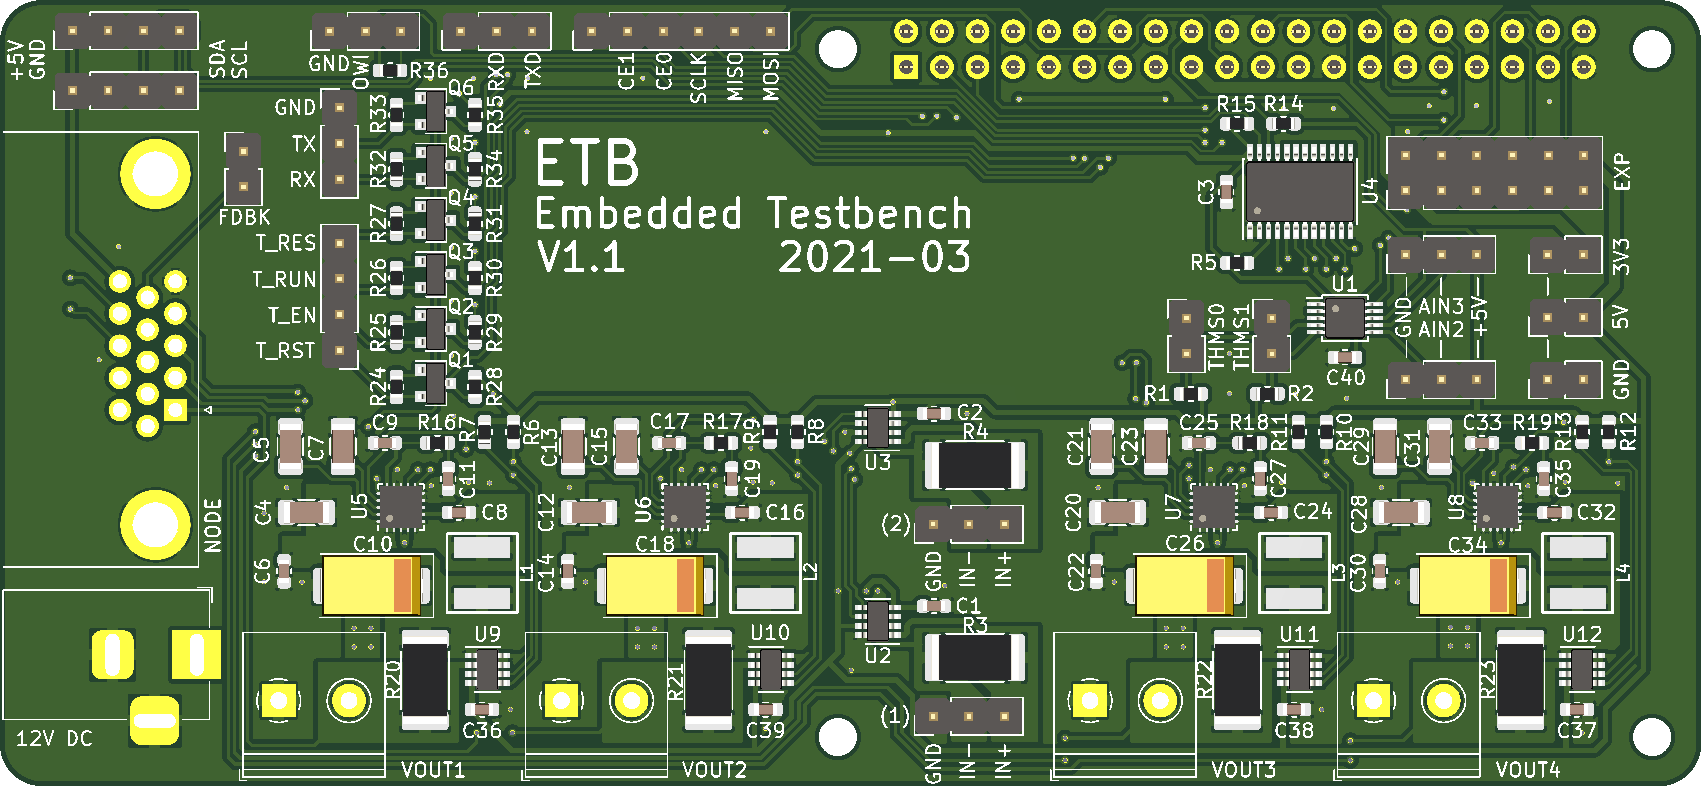 +5V
GND
SDA
SCL
GND
OWI
RXD
TXD
CE1
CE0
SCLK
MISO
MOSI
R36
GND
TX
RX
FDBK
T_RES
T_RUN
T_EN
T_RST
R33
Q6
R35
R32
Q5
R34
R27
Q4
R31
R26
Q3
R30
R25
Q2
R29
R24
Q1
R28
ETB
Embedded Testbench
V1.1 2021-03
R15 R14
C3
U4
R5
EXP
U1
C40
THMS0
THMS1
R1
R2
GND
AIN3
AIN2
+5V
3V3
5V
GND
NODE
12V DC
C5
C7
C9
R16
R7
R6
C11
C4
U5
C8
C6
C10
L1
R20
U9
C36
VOUT1
C13
C15
C17
R17
R9
R8
C19
C12
U6
C16
C14
C18
L2
R21
U10
C39
VOUT2
U3
C2
R4
(2)
GND
IN-
IN+
U2
C1
R3
(1)
GND
IN-
IN+
C21
C23
C25
R18
R11
R10
C27
C20
U7
C24
C22
C26
L3
R22
U11
C38
VOUT3
C29
C31
C33
R19
R13
R12
C35
C28
U8
C32
C30
C34
L4
R23
U12
C37
VOUT4